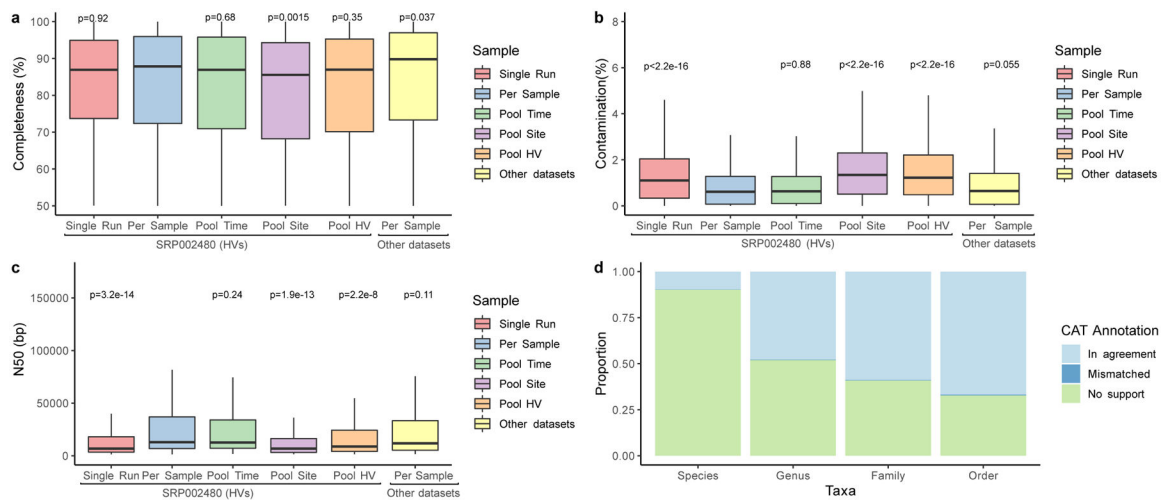 a
p=0.92 p=0.68 p=0.0015 p=0.35 p=0.037
Completeness (%)
100
90
80
70
60
50
Single Run Per Sample Pool Time Pool Site Pool HV Per Sample
SRP002480 (HVs) Other datasets
Sample
Single Run
Per Sample
Pool Time
Pool Site
Pool HV
Other datasets
b
p<2.2e-16 p=0.88 p<2.2e-16 p<2.2e-16 p=0.055
Contamination(%)
8
6
4
2
0
Single Run Per Sample Pool Time Pool Site Pool HV Per Sample
SRP002480 (HVs) Other datasets
Sample
Single Run
Per Sample
Pool Time
Pool Site
Pool HV
Other datasets
c
p=3.2e-14 p=0.24 p=1.9e-13 p=2.2e-8 p=0.11
N50 (bp)
150000
100000
50000
0
Single Run Per Sample Pool Time Pool Site Pool HV Per Sample
SRP002480 (HVs) Other datasets
Sample
Single Run
Per Sample
Pool Time
Pool Site
Pool HV
Other datasets
d
Proportion
1.00
0.75
0.50
0.25
0.00
Species Genus Family Order
Taxa
CAT Annotation
In agreement
Mismatched
No support